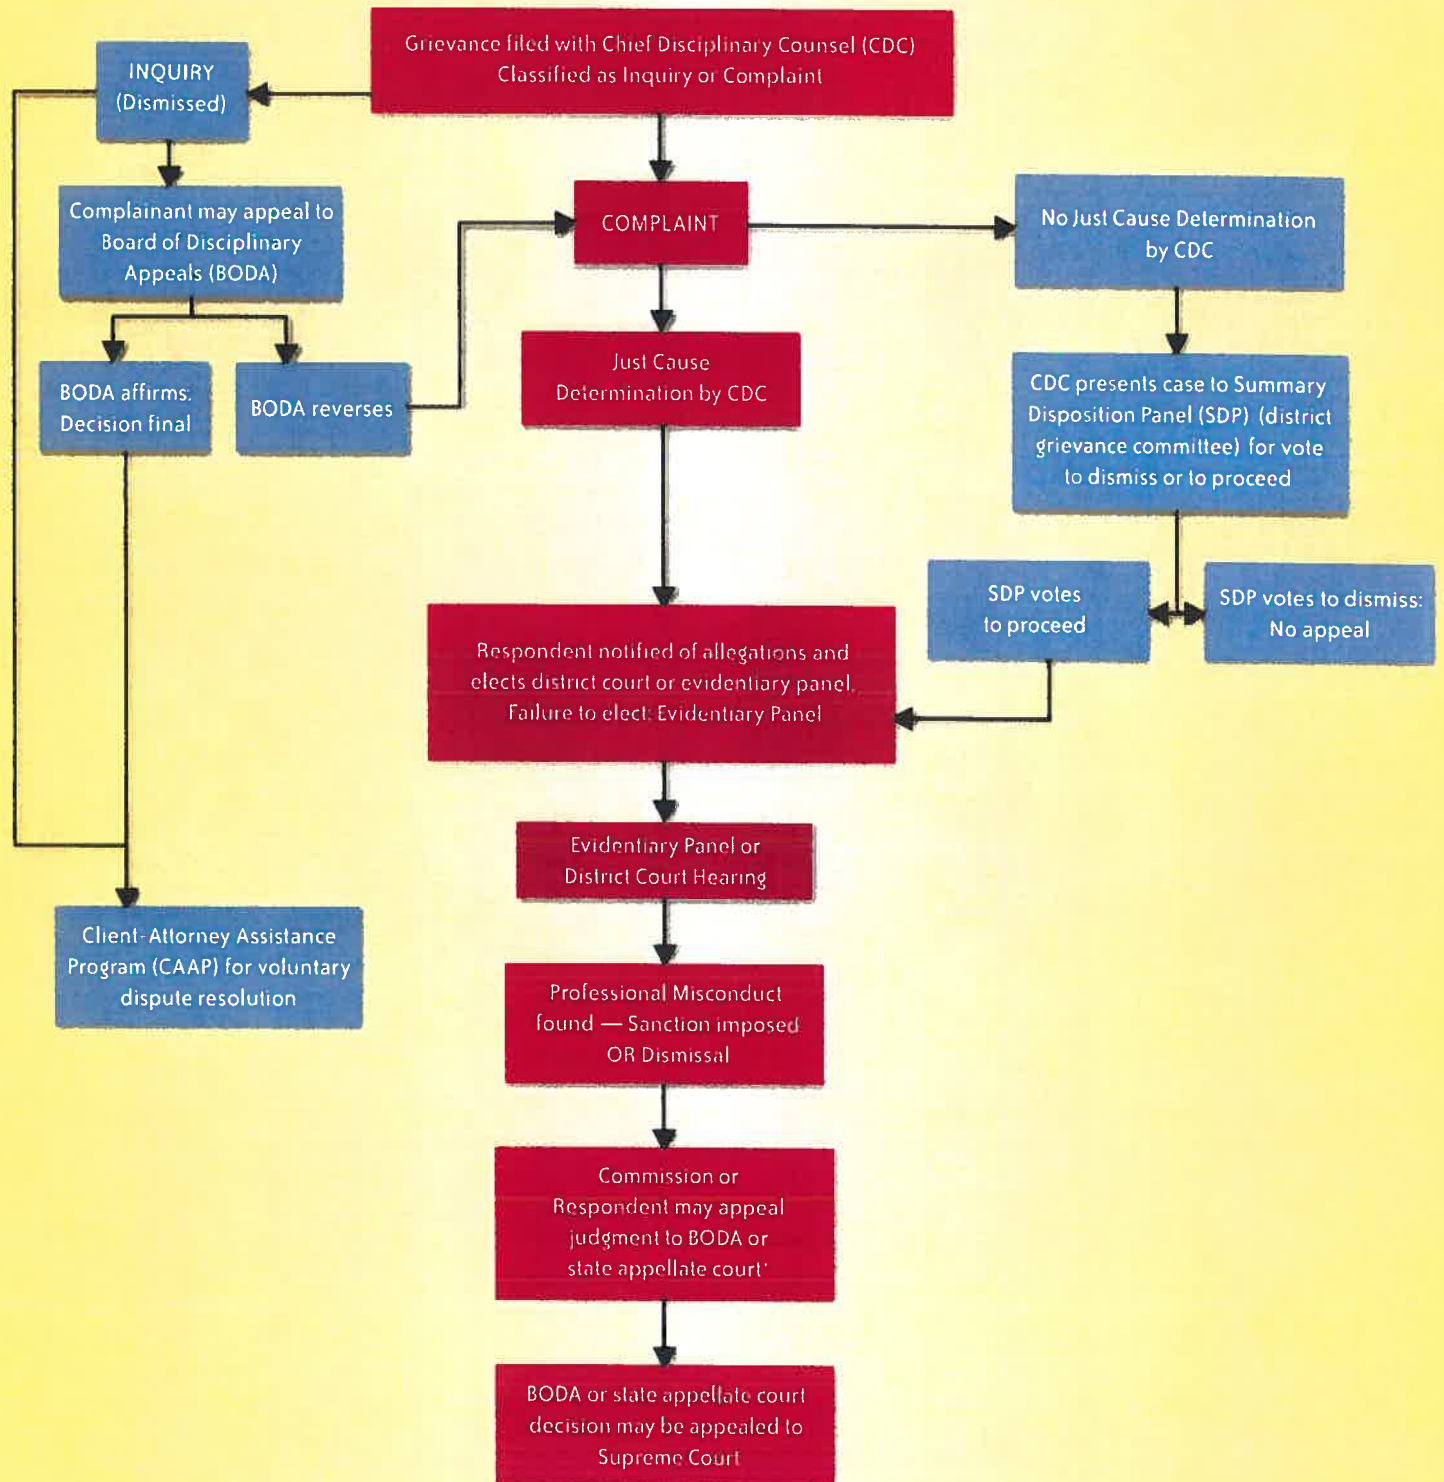 Grievance filed with Chief Disciplinary Counsel (CDC)
Classified as Inquiry or Complaint
INQUIRY
(Dismissed)
Complainant may appeal to
Board of Disciplinary
Appeals (BODA)
COMPLAINT
No Just Cause Determination
by CDC
BODA affirms:
Decision final
BODA reverses
Just Cause
Determination by CDC
CDC presents case to Summary
Disposition Panel (SDP) (district
grievance committee) for vote
to dismiss or to proceed
SDP votes
to proceed
SDP votes to dismiss:
No appeal
Respondent notified of allegations and
elects district court or evidentiary panel.
Failure to elect: Evidentiary Panel
Evidentiary Panel or
District Court Hearing
Client-Attorney Assistance
Program (CAAP) for voluntary
dispute resolution
Professional Misconduct
found — Sanction imposed
OR Dismissal
Commission or
Respondent may appeal
judgment to BODA or
state appellate court*
BODA or state appellate court
decision may be appealed to
Supreme Court